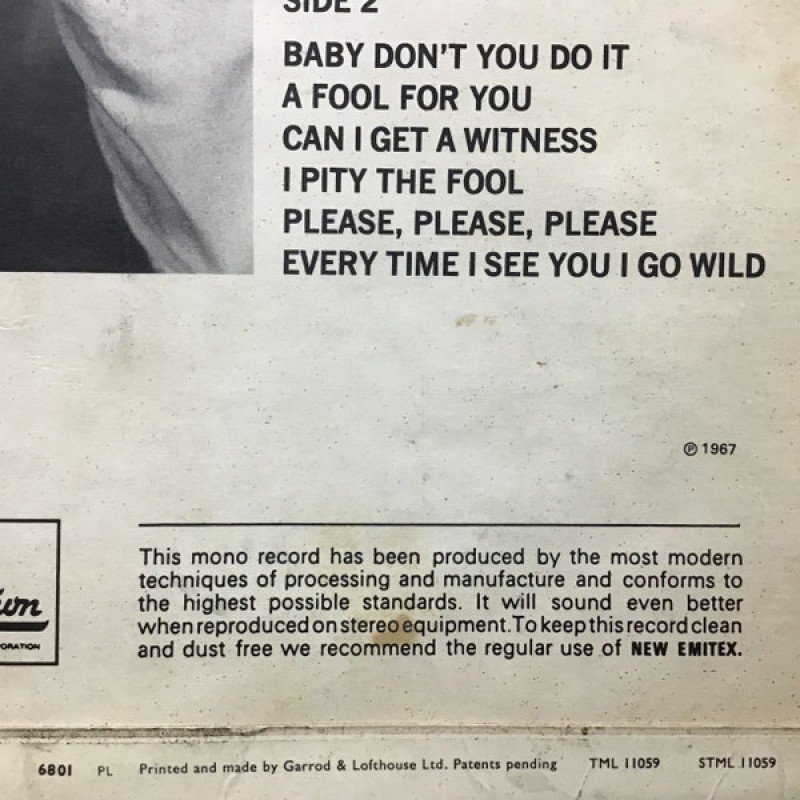 SIDE 2
BABY DON'T YOU DO IT
A FOOL FOR YOU
CAN I GET A WITNESS
I PITY THE FOOL
PLEASE, PLEASE, PLEASE
EVERY TIME I SEE YOU I GO WILD
℗ 1967
This mono record has been produced by the most modern
techniques of processing and manufacture and conforms to
the highest possible standards. It will sound even better
when reproduced on stereo equipment. To keep this record clean
and dust free we recommend the regular use of NEW EMITEX.
6801 PL Printed and made by Garrod & Lofthouse Ltd. Patents pending TML 11059 STML 11059